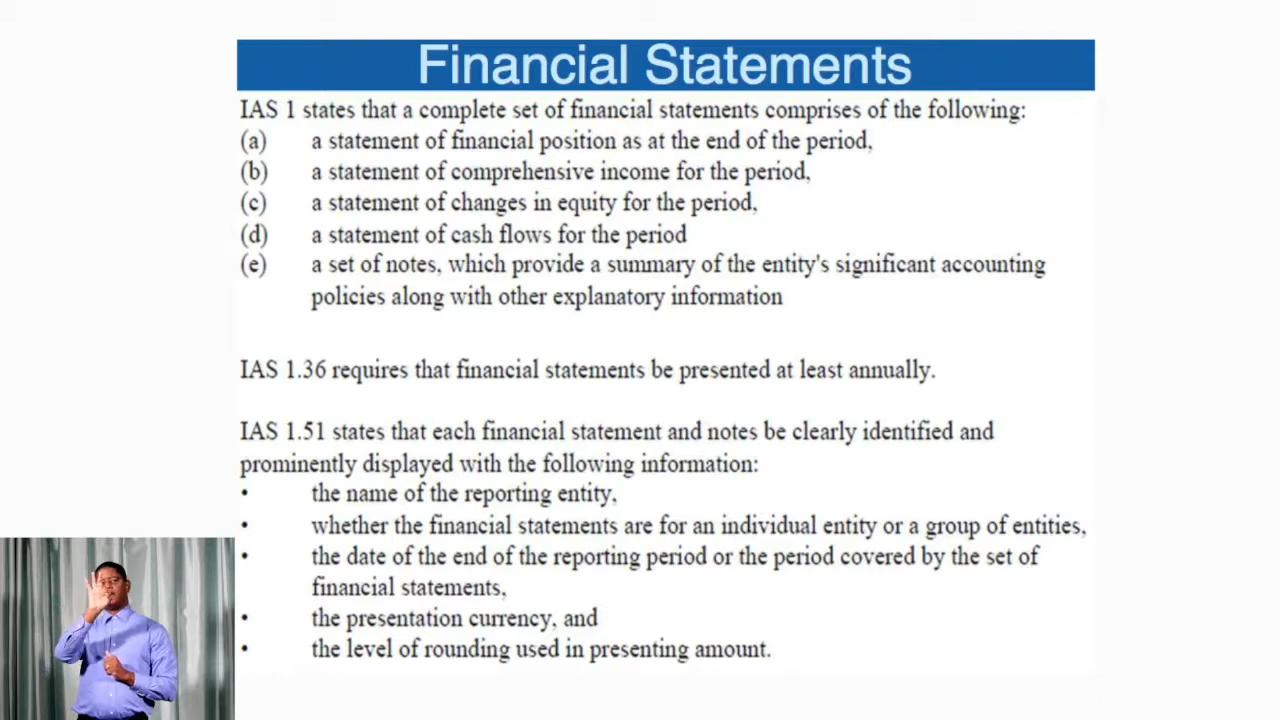 Financial Statements
IAS 1 states that a complete set of financial statements comprises of the following:
(a) a statement of financial position as at the end of the period,
(b) a statement of comprehensive income for the period,
(c) a statement of changes in equity for the period,
(d) a statement of cash flows for the period
(e) a set of notes, which provide a summary of the entity's significant accounting
policies along with other explanatory information
IAS 1.36 requires that financial statements be presented at least annually.
IAS 1.51 states that each financial statement and notes be clearly identified and
prominently displayed with the following information:
• the name of the reporting entity,
• whether the financial statements are for an individual entity or a group of entities,
• the date of the end of the reporting period or the period covered by the set of
financial statements,
• the presentation currency, and
• the level of rounding used in presenting amount.